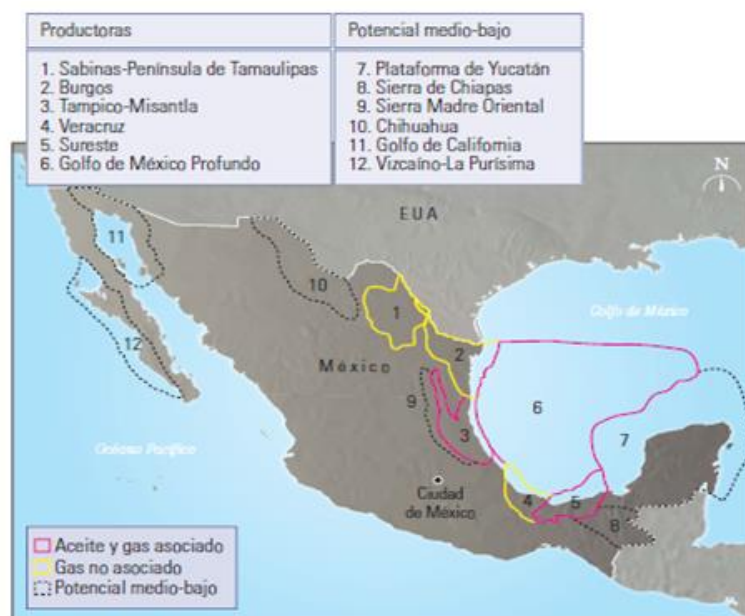 Productoras
1. Sabinas-Península de Tamaulipas
2. Burgos
3. Tampico-Misantla
4. Veracruz
5. Sureste
6. Golfo de México Profundo
Potencial medio-bajo
7. Plataforma de Yucatán
8. Sierra de Chiapas
9. Sierra Madre Oriental
10. Chihuahua
11. Golfo de California
12. Vizcaíno-La Purísima
N
EUA
11
10
1
Golfo de México
12
México
2
9
6
3
7
Océano Pacífico
Ciudad
de México
4
5
8
Aceite y gas asociado
Gas no asociado
Potencial medio-bajo